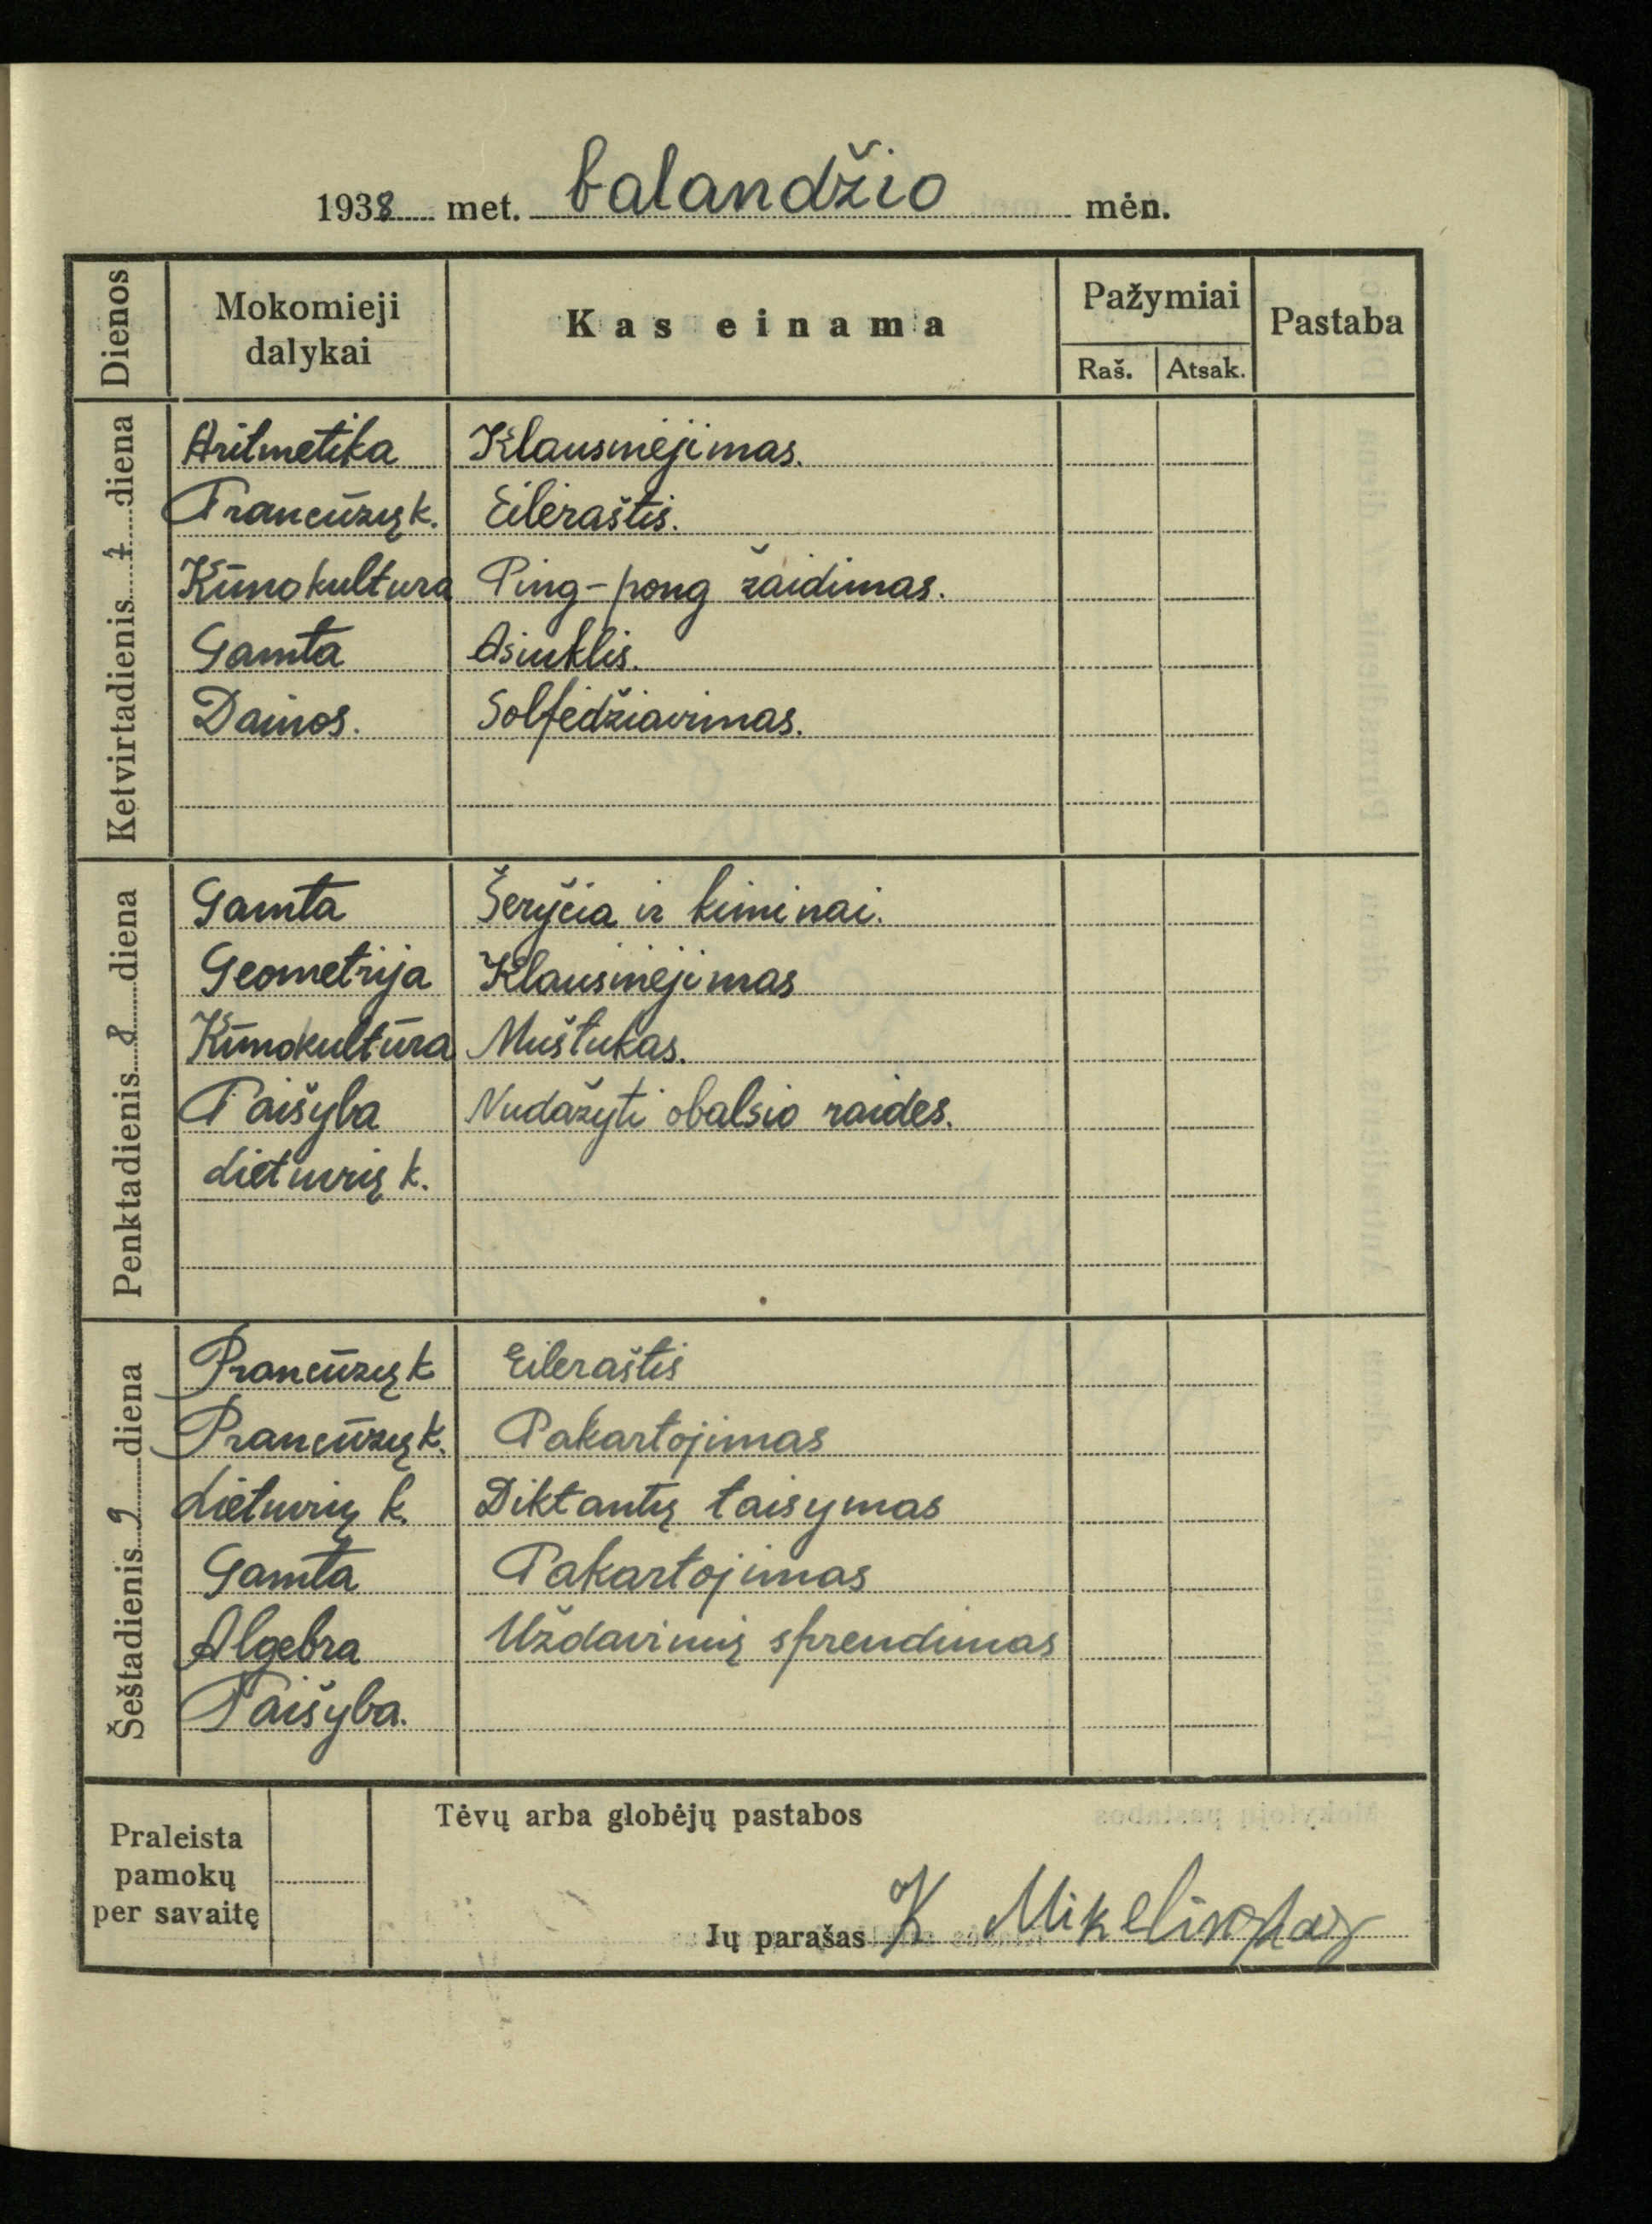 1938 met. balandžio mėn.
Dienos
Mokomieji dalykai
Kas einama
Pažymiai
Raš. Atsak.
Pastaba
Ketvirtadienis 7 diena
Aritmetika Klausinėjimas.
Prancūzų k. Eilėraštis.
Kūno kultura Ping-pong žaidimas.
Gamta Asiuklis.
Dainos. Solfedžiavimas.
Penktadienis 8 diena
Gamta Šeryčia ir kiminai.
Geometrija Klausinėjimas
Kūno kultūra Muštukas.
Paišyba Nudažyti obalsio raides.
Lietuvių k.
Šeštadienis 9 diena
Prancūzų k Eilėraštis
Prancūzų k. Pakartojimas
Lietuvių k. Diktantų taisymas
Gamta Pakartojimas
Algebra Uždavinių sprendimas
Paišyba.
Praleista
pamokų
per savaitę
Tėvų arba globėjų pastabos
Jų parašas K